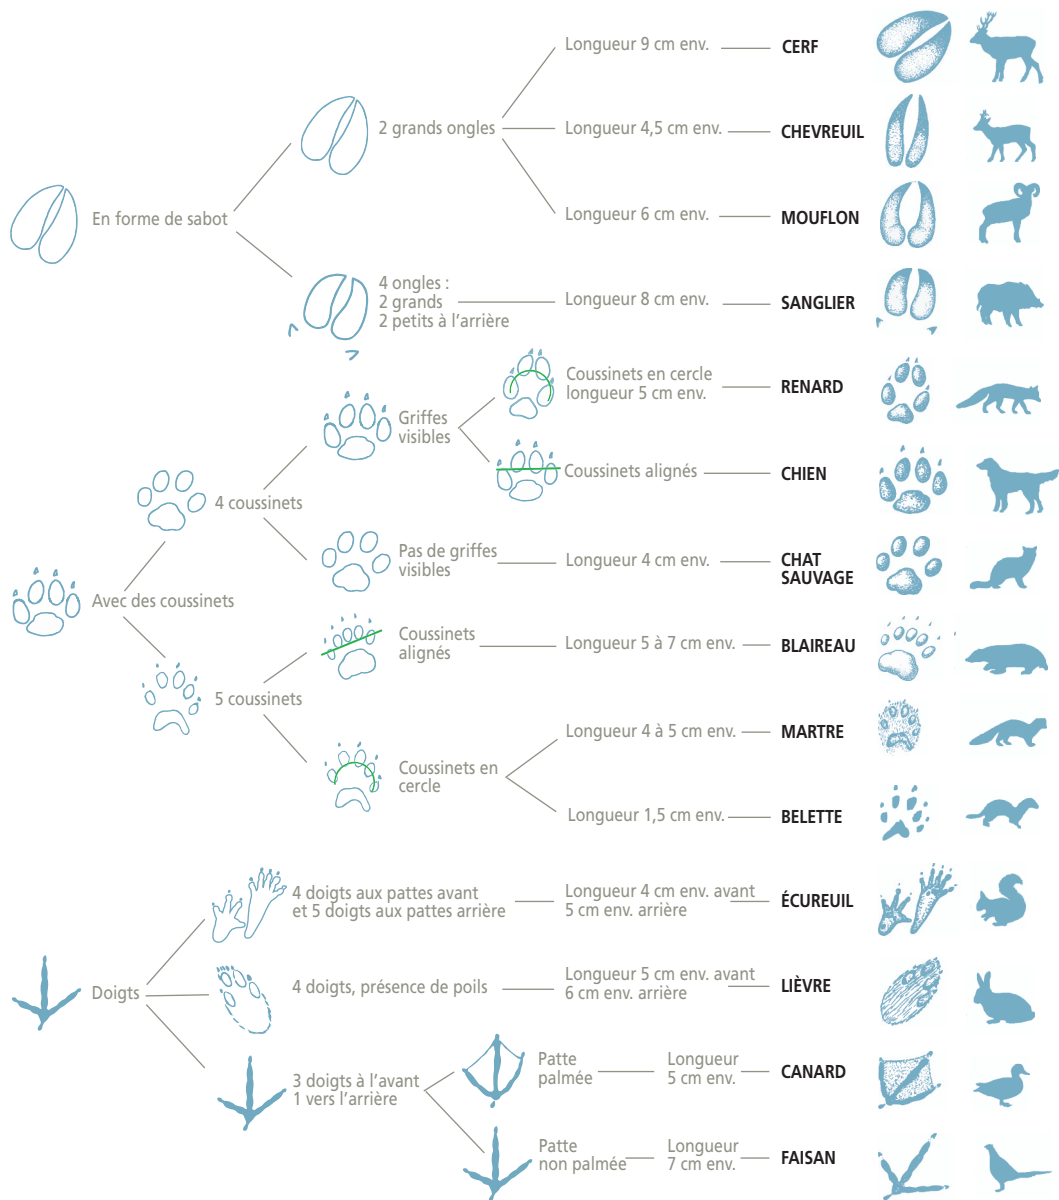 Longueur 9 cm env.
CERF
2 grands ongles
Longueur 4,5 cm env.
CHEVREUIL
En forme de sabot
Longueur 6 cm env.
MOUFLON
4 ongles :
2 grands
2 petits à l’arrière
Longueur 8 cm env.
SANGLIER
Griffes
visibles
Coussinets en cercle
longueur 5 cm env.
RENARD
Coussinets alignés
CHIEN
4 coussinets
Pas de griffes
visibles
Longueur 4 cm env.
CHAT
SAUVAGE
Avec des coussinets
Coussinets
alignés
Longueur 5 à 7 cm env.
BLAIREAU
5 coussinets
Coussinets en
cercle
Longueur 4 à 5 cm env.
MARTRE
Longueur 1,5 cm env.
BELETTE
4 doigts aux pattes avant
et 5 doigts aux pattes arrière
Longueur 4 cm env. avant
5 cm env. arrière
ÉCUREUIL
Doigts
4 doigts, présence de poils
Longueur 5 cm env. avant
6 cm env. arrière
LIÈVRE
3 doigts à l’avant
1 vers l’arrière
Patte
palmée
Longueur
5 cm env.
CANARD
Patte
non palmée
Longueur
7 cm env.
FAISAN